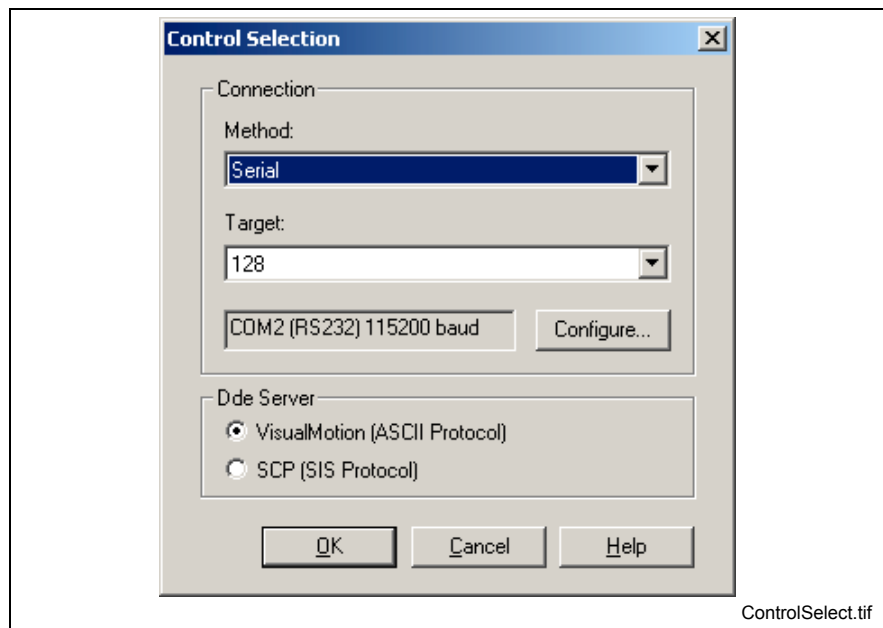 Control Selection
Connection
Method:
Serial
Target:
128
COM2 (RS232) 115200 baud
Configure...
Dde Server
VisualMotion (ASCII Protocol)
SCP (SIS Protocol)
OK
Cancel
Help
ControlSelect.tif